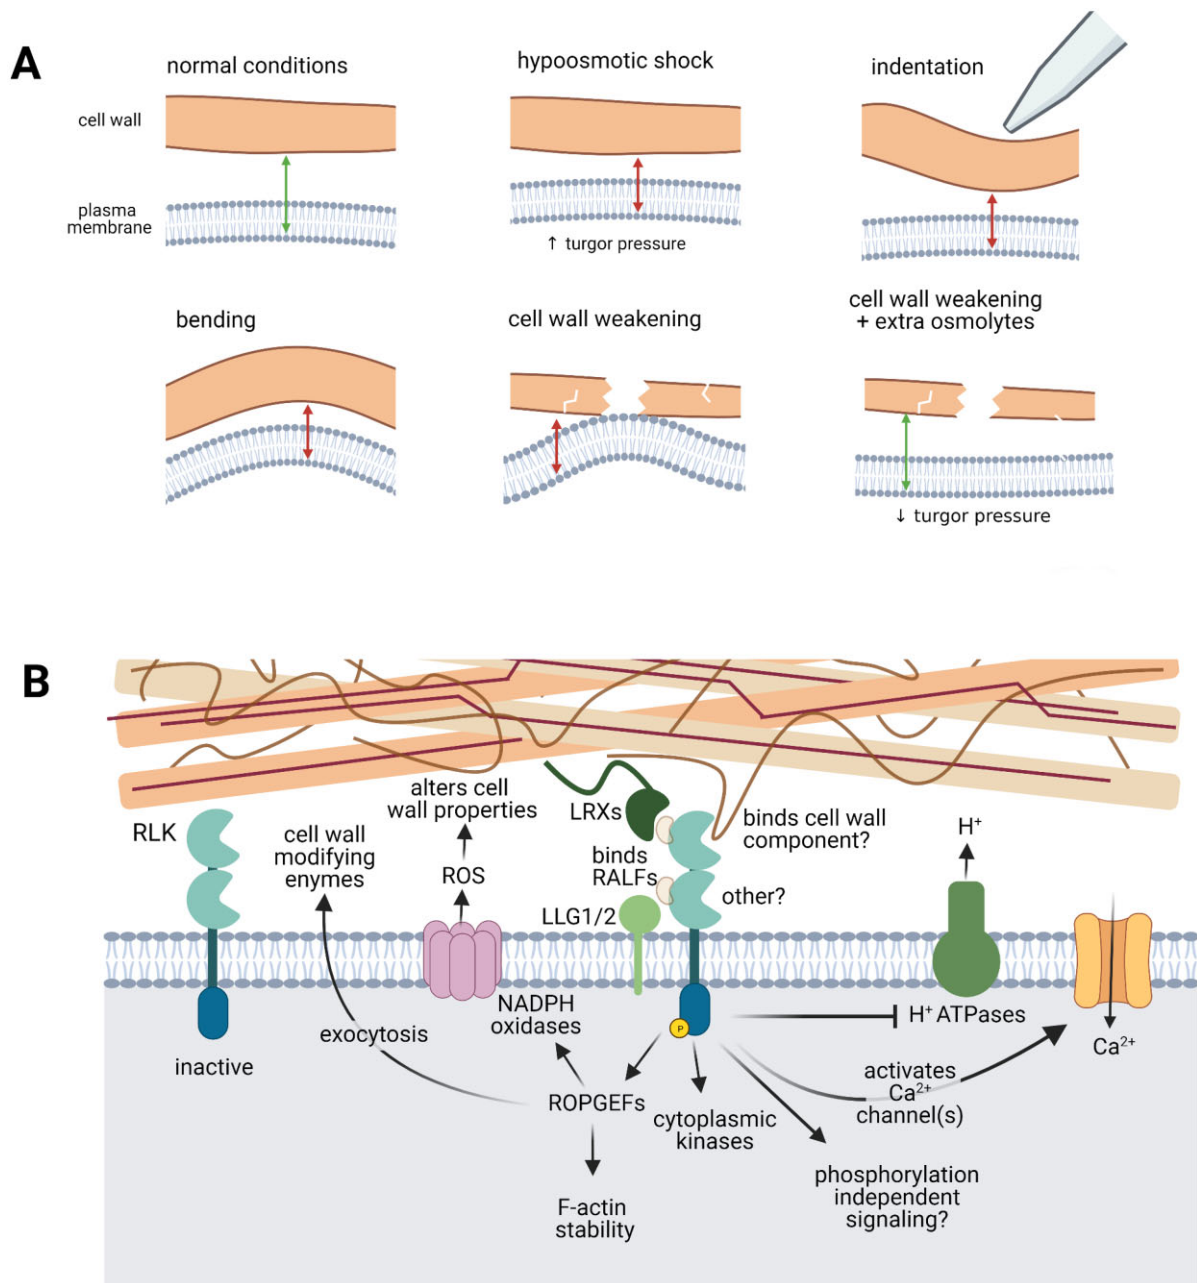 A
normal conditions
hypoosmotic shock
indentation
cell wall
plasma
membrane
↑ turgor pressure
bending
cell wall weakening
cell wall weakening
+ extra osmolytes
↓ turgor pressure
B
RLK
cell wall
modifying
enymes
alters cell
wall properties
ROS
LRXs
binds
RALFs
LLG1/2
binds cell wall
component?
other?
H⁺
NADPH
oxidases
P
H⁺ ATPases
Ca²⁺
inactive
exocytosis
ROPGEFs
cytoplasmic
kinases
activates
Ca²⁺
channel(s)
F-actin
stability
phosphorylation
independent
signaling?